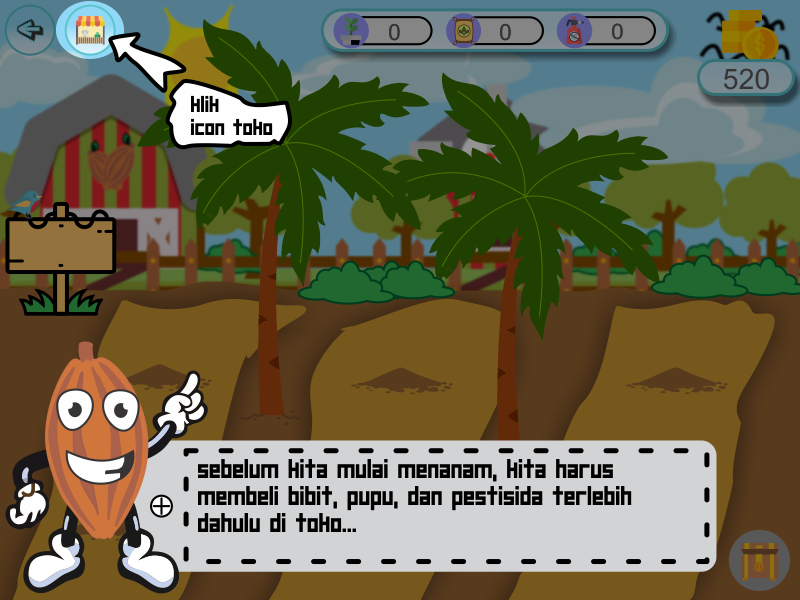 0
0
0
520
klik
icon toko
sebelum kita mulai menanam, kita harus
membeli bibit, pupu, dan pestisida terlebih
dahulu di toko...